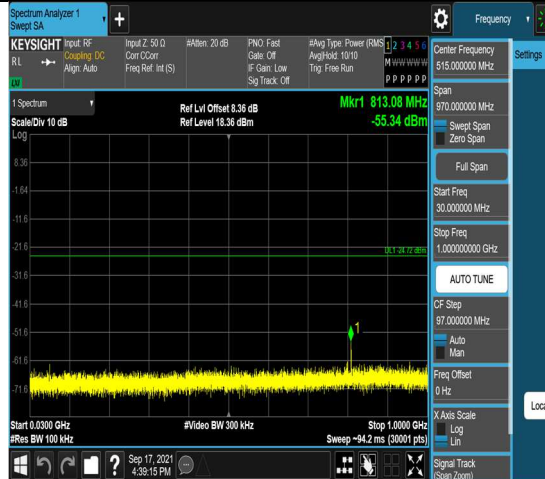 Spectrum Analyzer 1
Swept SA
+
Frequency
KEYSIGHT
RL
Input: RF
Coupling: DC
Align: Auto
Input Z: 50 Ω
Corr CCorr
Freq Ref: Int (S)
#Atten: 20 dB
PNO: Fast
Gate: Off
IF Gain: Low
Sig Track: Off
#Avg Type: Power (RMS
Avg|Hold: 10/10
Trig: Free Run
1 2 3 4 5 6
M W W W W W
P P P P P P
1 Spectrum
Scale/Div 10 dB
Log
Ref Lvl Offset 8.36 dB
Ref Level 18.36 dBm
Mkr1 813.08 MHz
-55.34 dBm
8.36
-1.64
-11.6
-21.6
-31.6
-41.6
-51.6
-61.6
-71.6
DL1 -24.72 dBm
1
Start 0.0300 GHz
#Res BW 100 kHz
#Video BW 300 kHz
Stop 1.0000 GHz
Sweep ~94.2 ms (30001 pts)
Sep 17, 2021
4:39:15 PM
?
Center Frequency
515.000000 MHz
Span
970.000000 MHz
Swept Span
Zero Span
Full Span
Start Freq
30.000000 MHz
Stop Freq
1.000000000 GHz
AUTO TUNE
CF Step
97.000000 MHz
Auto
Man
Freq Offset
0 Hz
X Axis Scale
Log
Lin
Signal Track
(Span Zoom)
Settings
Loca